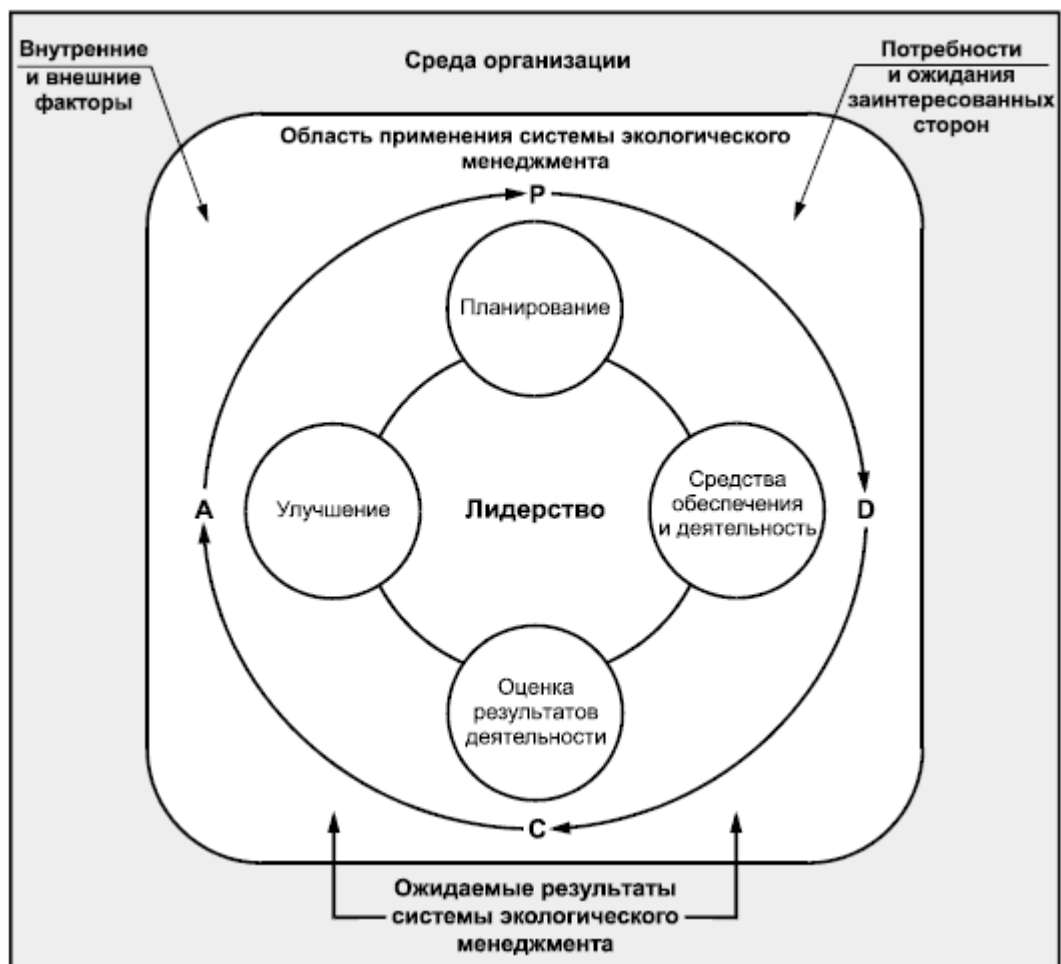 Внутренние
и внешние
факторы
Среда организации
Потребности
и ожидания
заинтересованных
сторон
Область применения системы экологического
менеджмента
P
Планирование
A
Улучшение
Лидерство
Средства
обеспечения
и деятельность
D
Оценка
результатов
деятельности
C
Ожидаемые результаты
системы экологического
менеджмента